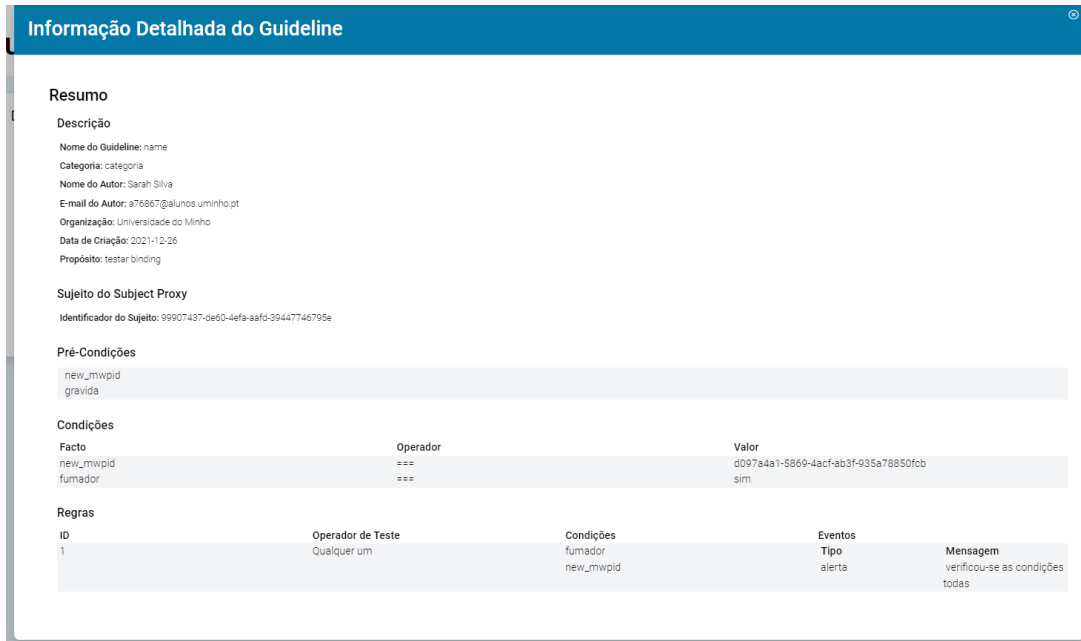 Informação Detalhada do Guideline
Resumo
Descrição
Nome do Guideline: name
Categoria: categoria
Nome do Autor: Sarah Silva
E-mail do Autor: a76867@alunos.uminho.pt
Organização: Universidade do Minho
Data de Criação: 2021-12-26
Propósito: testar binding
Sujeito do Subject Proxy
Identificador do Sujeito: 99907437-de60-4efa-aafd-39447746795e
Pré-Condições
new_mwpid
gravida
Condições
Facto Operador Valor
new_mwpid === d097a4a1-5869-4acf-ab3f-935a78850fcb
fumador === sim
Regras
ID Operador de Teste Condições Eventos
1 Qualquer um fumador Tipo Mensagem
new_mwpid alerta verificou-se as condições
todas